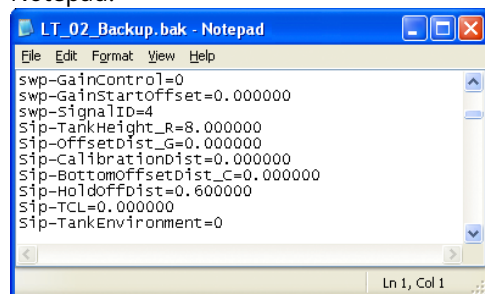 Notepad.
LT_02_Backup.bak - Notepad
File Edit Format View Help
swp-GainControl=0
swp-GainStartOffset=0.000000
swp-SignalID=4
Sip-TankHeight_R=8.000000
Sip-OffsetDist_G=0.000000
Sip-CalibrationDist=0.000000
Sip-BottomOffsetDist_C=0.000000
Sip-HoldOffDist=0.600000
Sip-TCL=0.000000
Sip-TankEnvironment=0
Ln 1, Col 1